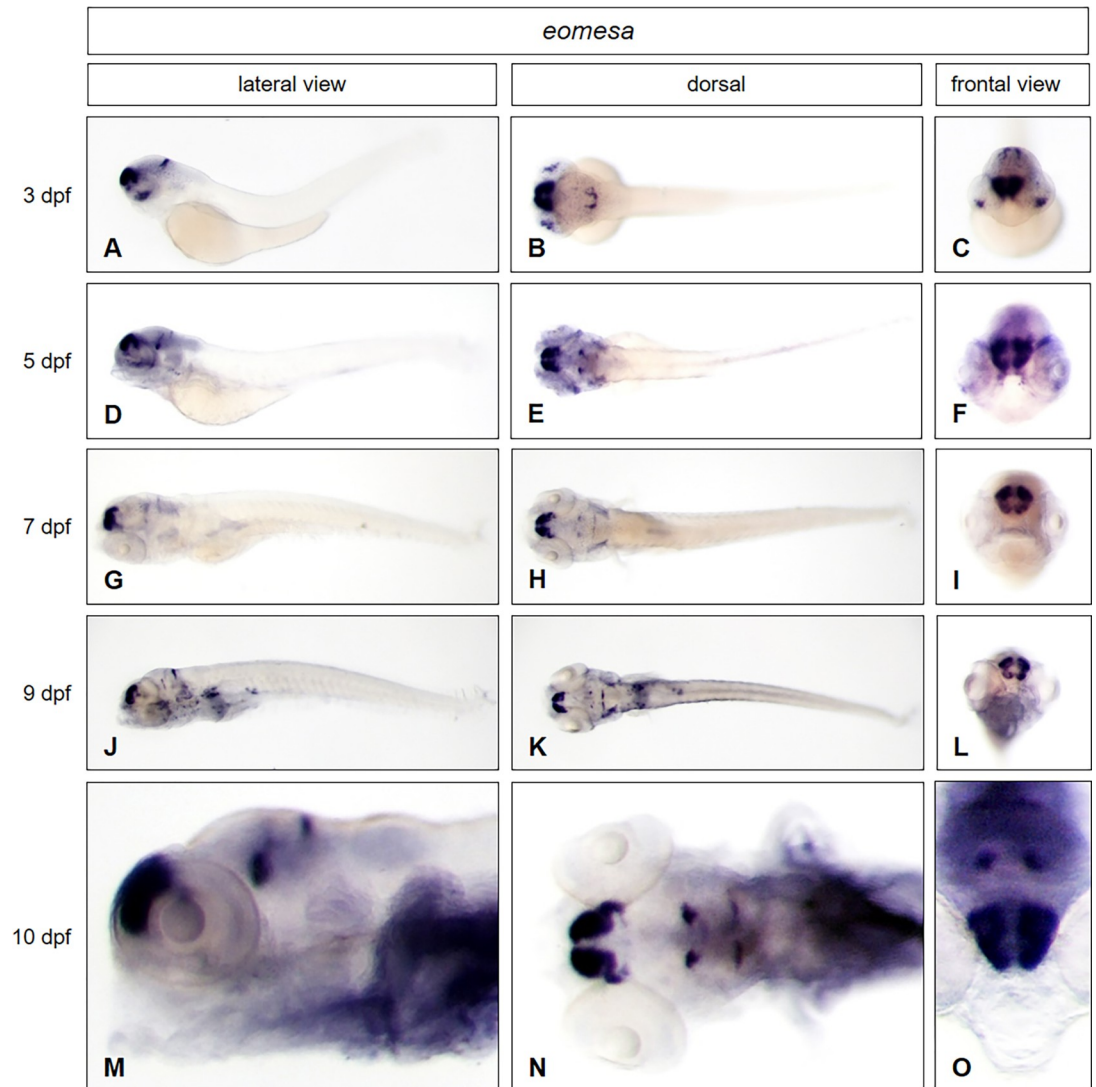 eomesa
lateral view
dorsal
frontal view
3 dpf
A
B
C
5 dpf
D
E
F
7 dpf
G
H
I
9 dpf
J
K
L
10 dpf
M
N
O